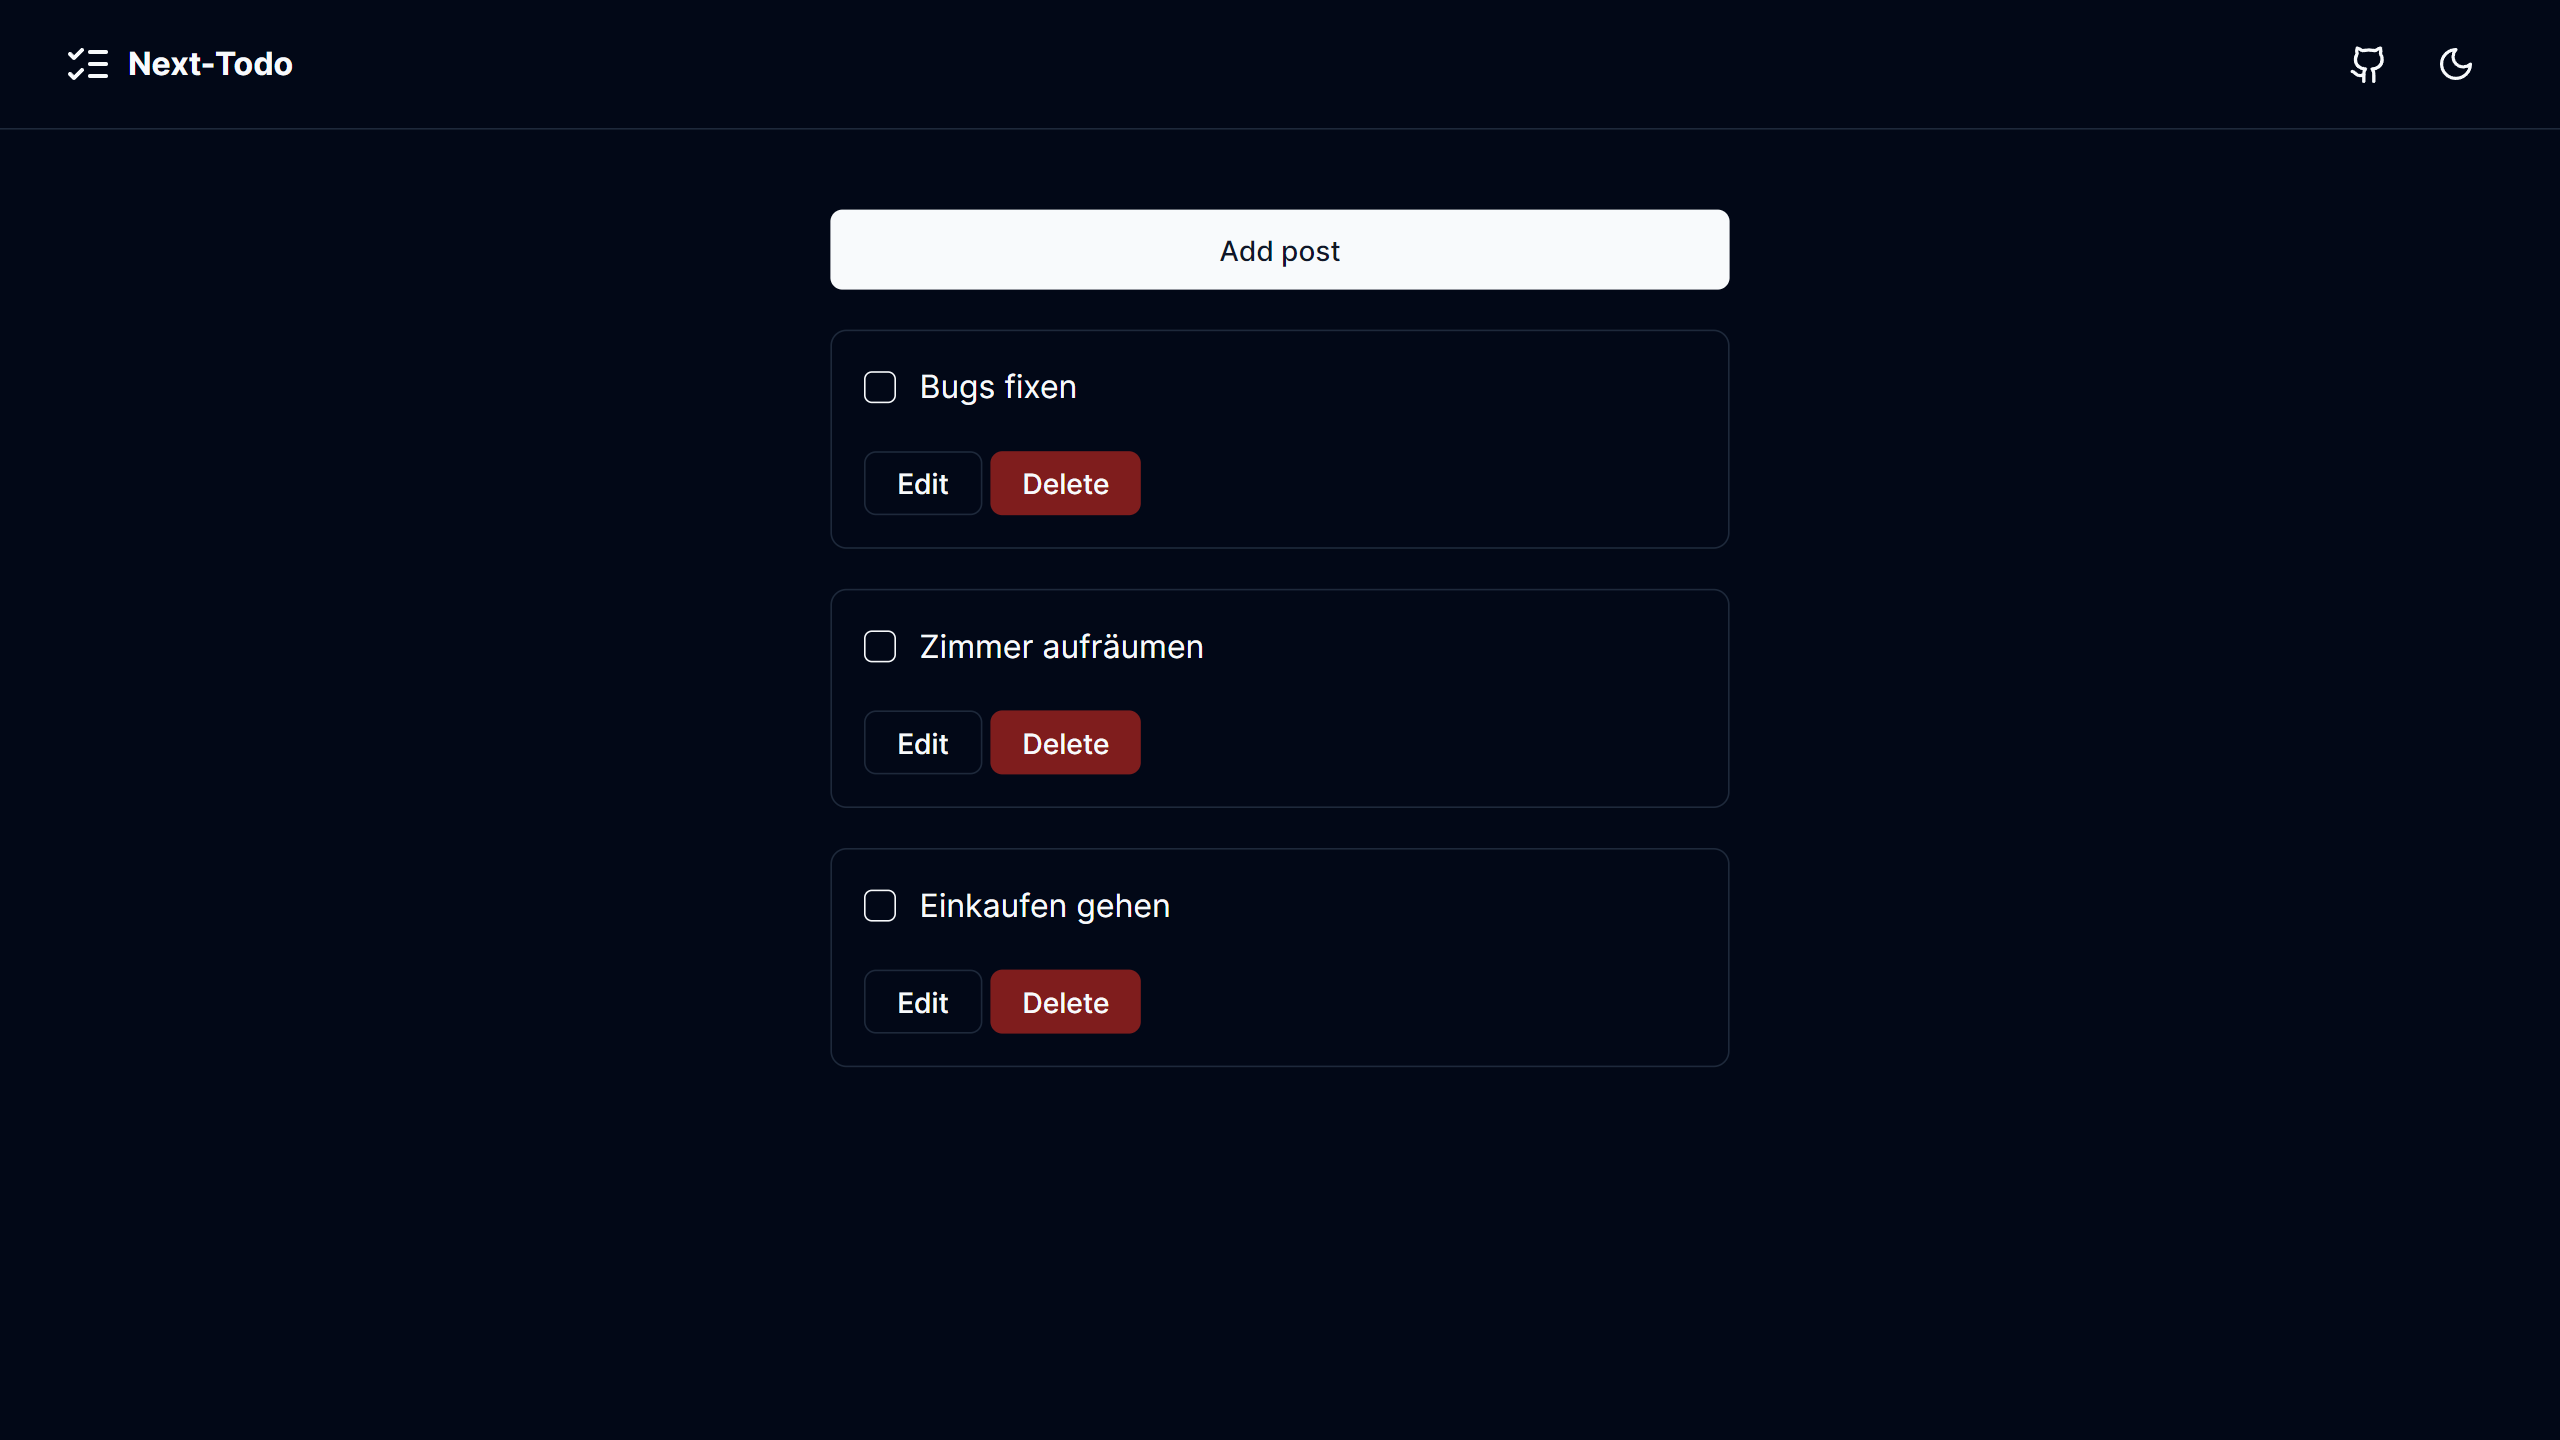 Next-Todo
Add post
Bugs fixen
Edit Delete
Zimmer aufräumen
Edit Delete
Einkaufen gehen
Edit Delete